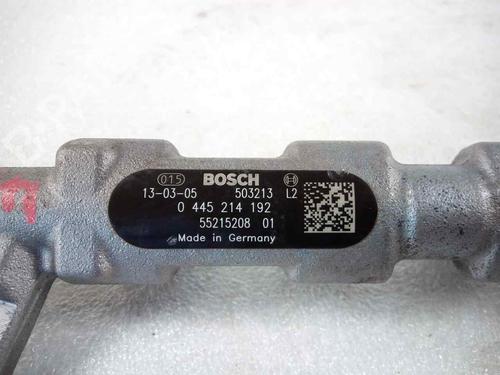 015 BOSCH
13-03-05 503213 L2
0 445 214 192
55215208 01
Made in Germany